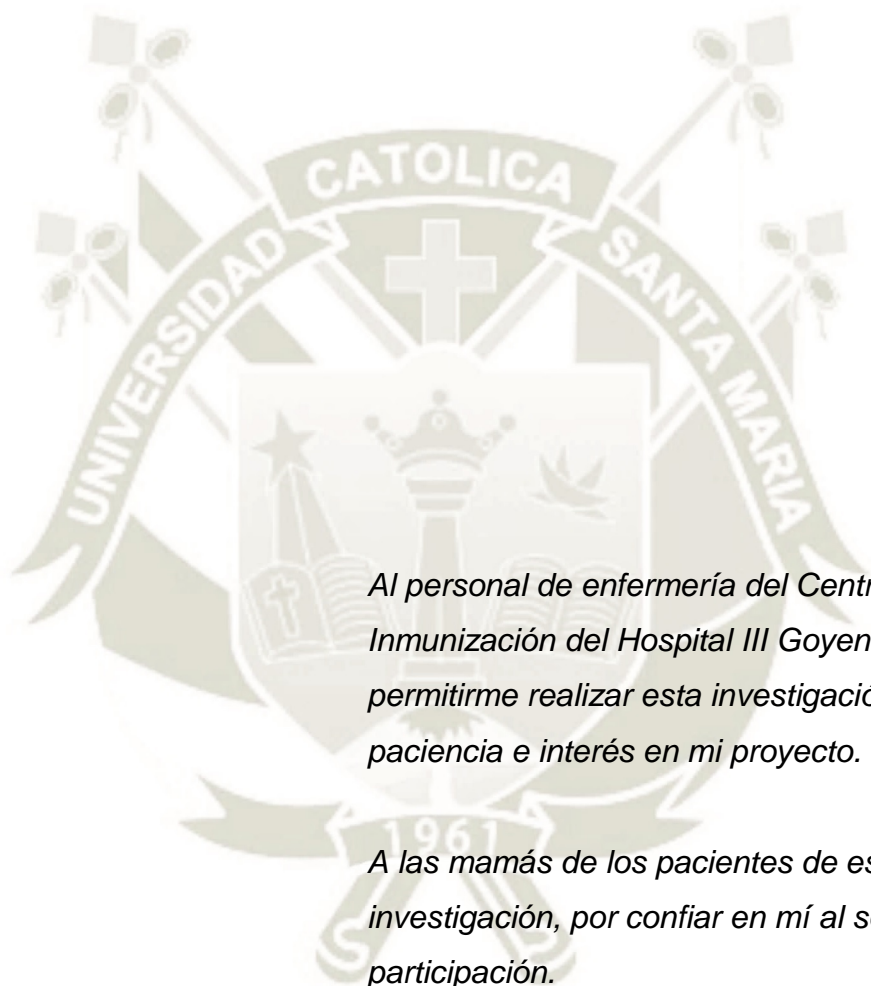 UNIVERSIDAD CATOLICA SANTA MARIA
Al personal de enfermería del Centr
Inmunización del Hospital III Goyen
permitirme realizar esta investigació
paciencia e interés en mi proyecto.
1961
A las mamás de los pacientes de es
investigación, por confiar en mí al s
participación.